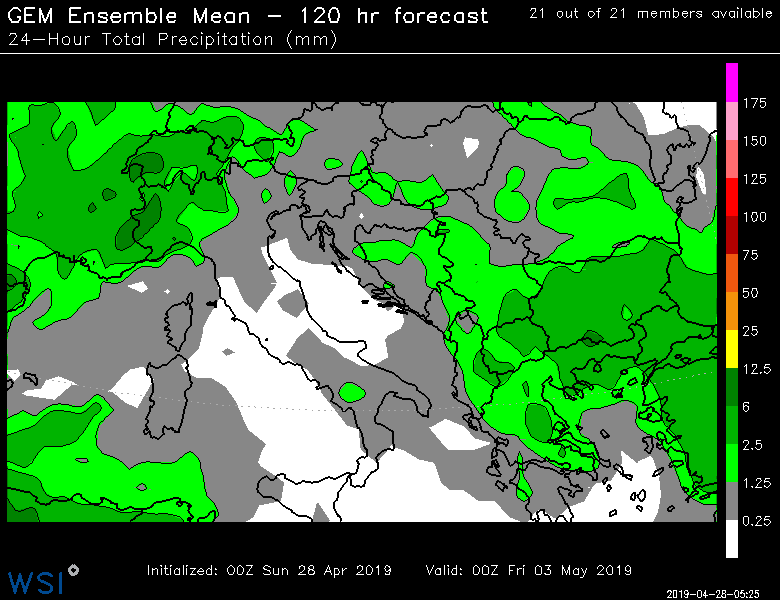 GEM Ensemble Mean − 120 hr forecast
21 out of 21 members available
24−Hour Total Precipitation (mm)
175
150
125
100
75
50
25
12.5
6
2.5
1.25
0.25
Initialized: 00Z Sun 28 Apr 2019
Valid: 00Z Fri 03 May 2019
WSI
2019-04-28-05:25